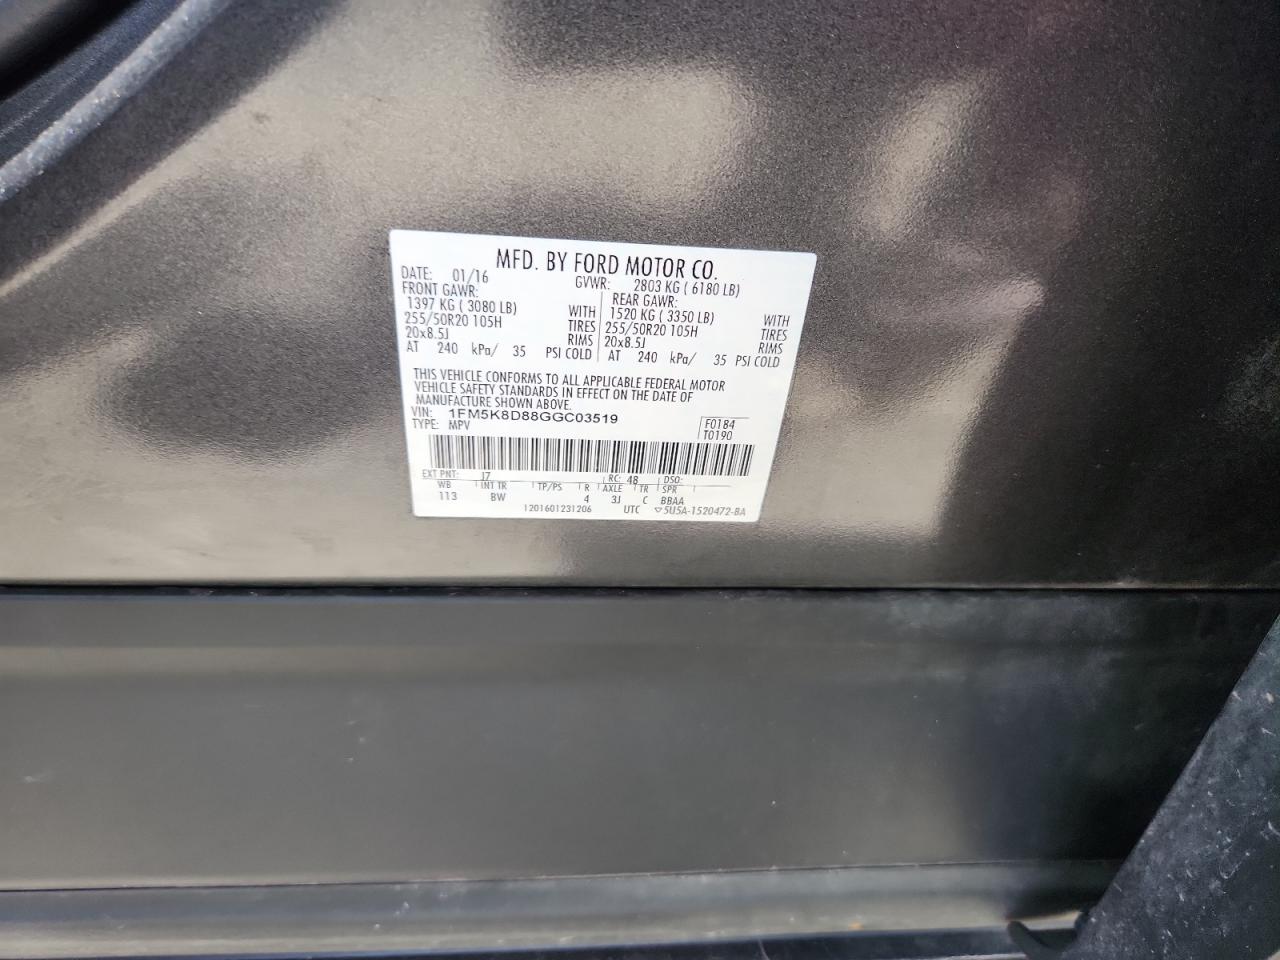 MFD. BY FORD MOTOR CO.
DATE: 01/16 GVWR: 2803 KG ( 6180 LB)
FRONT GAWR: REAR GAWR:
1397 KG ( 3080 LB) WITH 1520 KG ( 3350 LB) WITH
255/50R20 105H TIRES 255/50R20 105H TIRES
20x8.5J RIMS 20x8.5J RIMS
AT 240 kPa/ 35 PSI COLD AT 240 kPa/ 35 PSI COLD
THIS VEHICLE CONFORMS TO ALL APPLICABLE FEDERAL MOTOR
VEHICLE SAFETY STANDARDS IN EFFECT ON THE DATE OF
MANUFACTURE SHOWN ABOVE.
VIN: 1FM5K8D88GGC03519 F0184
TYPE: MPV T0190
EXT PNT: J7 RC: 48 DSO:
WB INT TR TP/PS R AXLE TR SPR
113 BW 4 3J C BBAA
1201601231206 UTC ▽5U5A-1520472-BA